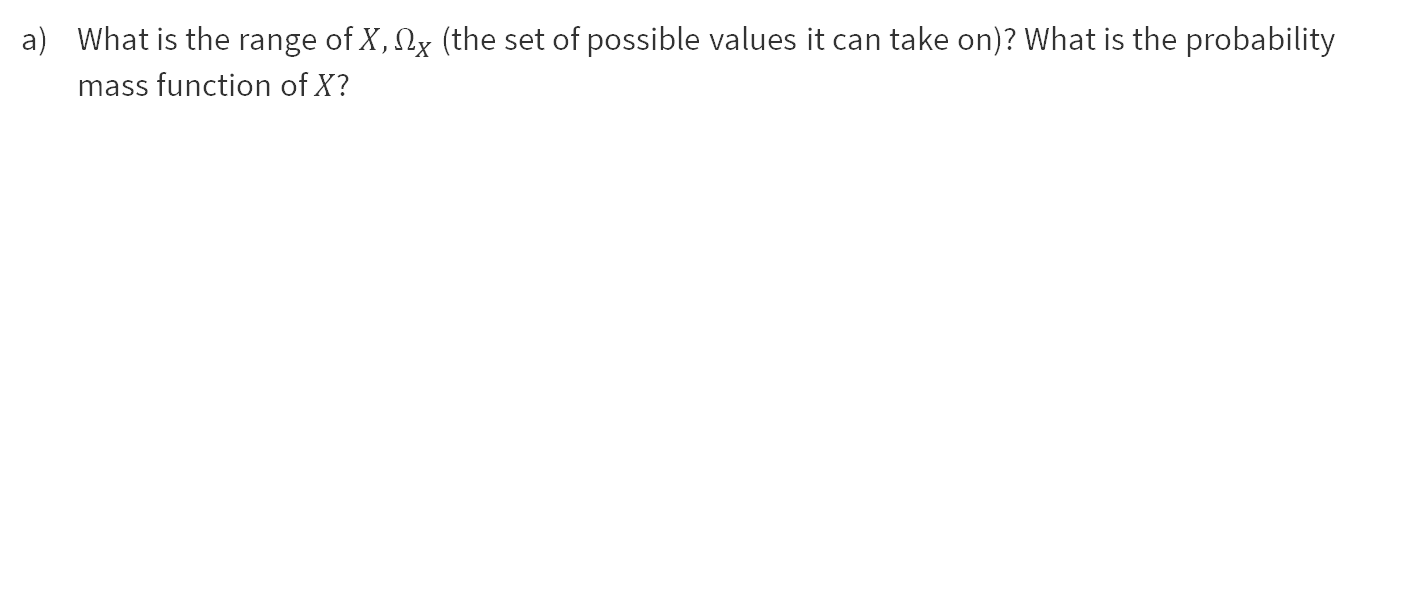 a) What is the range of X, Ωₓ (the set of possible values it can take on)? What is the probability
mass function of X?